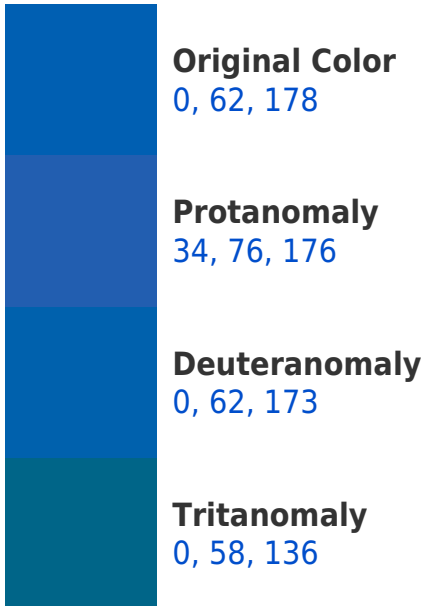 Original Color
0, 62, 178
Protanomaly
34, 76, 176
Deuteranomaly
0, 62, 173
Tritanomaly
0, 58, 136